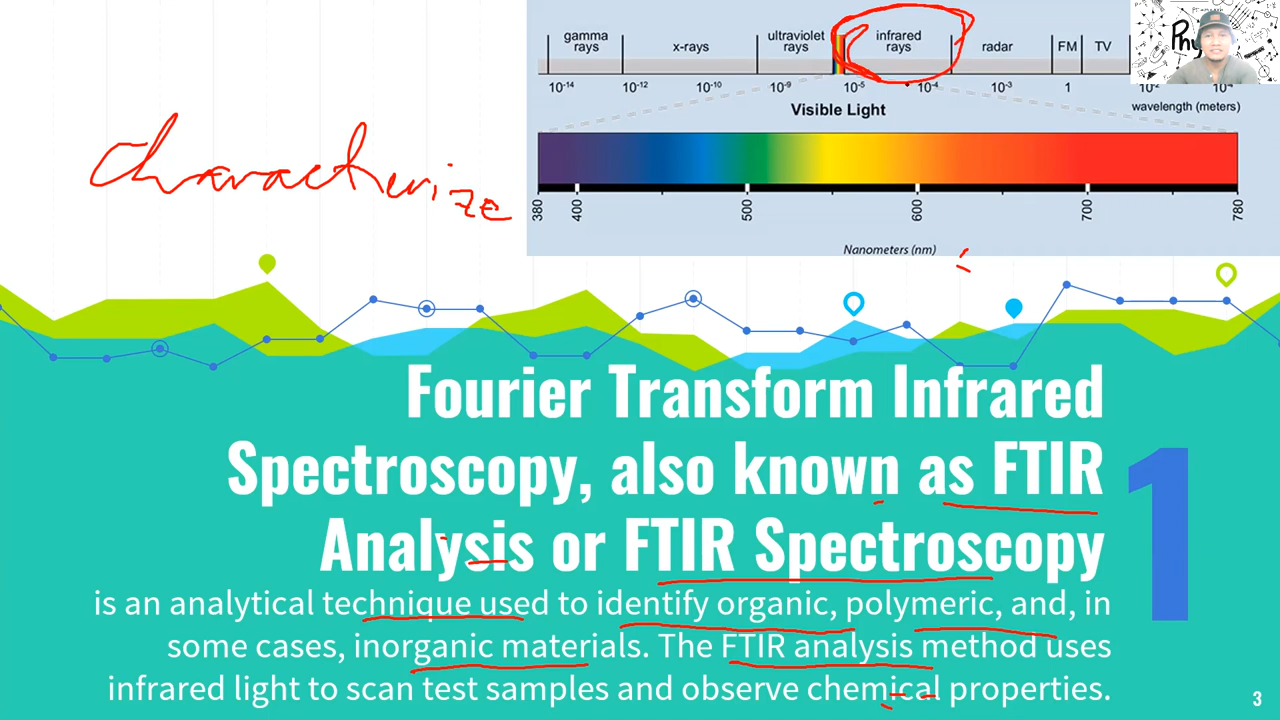 gamma rays
x-rays
ultraviolet rays
infrared rays
radar
FM
TV
10-14
10-12
10-10
10-9
10-5
10-4
10-3
1
10-2
10-4
wavelength (meters)
Visible Light
380
400
500
600
700
780
Nanometers (nm)
Characterize
Fourier Transform Infrared
Spectroscopy, also known as FTIR
Analysis or FTIR Spectroscopy
1
is an analytical technique used to identify organic, polymeric, and, in
some cases, inorganic materials. The FTIR analysis method uses
infrared light to scan test samples and observe chemical properties.
3